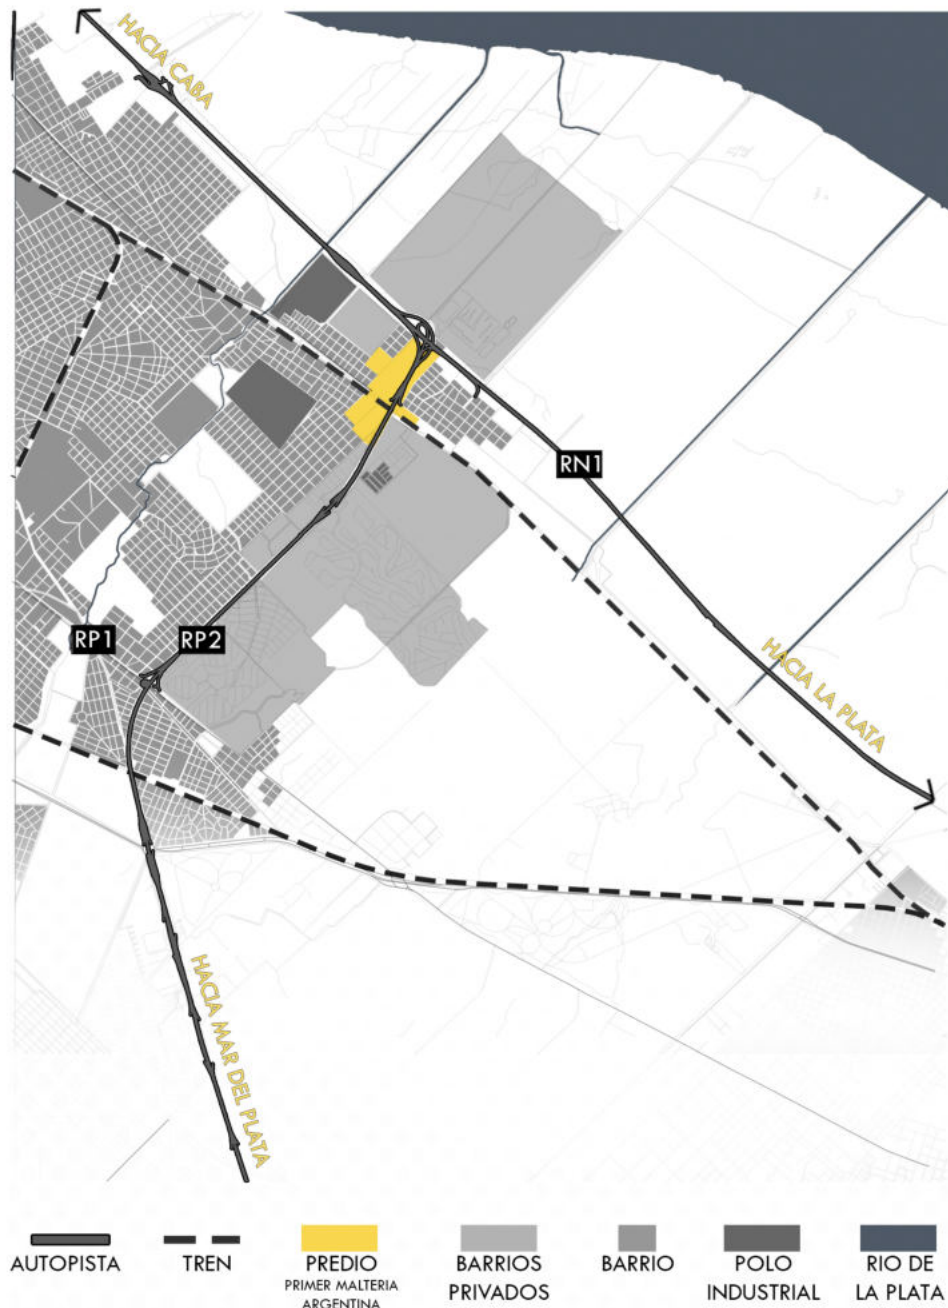 HACIA CABA
RN1
RP1
RP2
HACIA LA PLATA
HACIA MAR DEL PLATA
AUTOPISTA
TREN
PREDIO
PRIMER MALTERIA
ARGENTINA
BARRIOS
PRIVADOS
BARRIO
POLO
INDUSTRIAL
RIO DE
LA PLATA